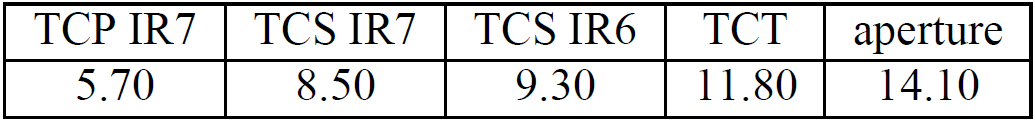 TCP IR7 TCS IR7 TCS IR6 TCT aperture
5.70 8.50 9.30 11.80 14.10